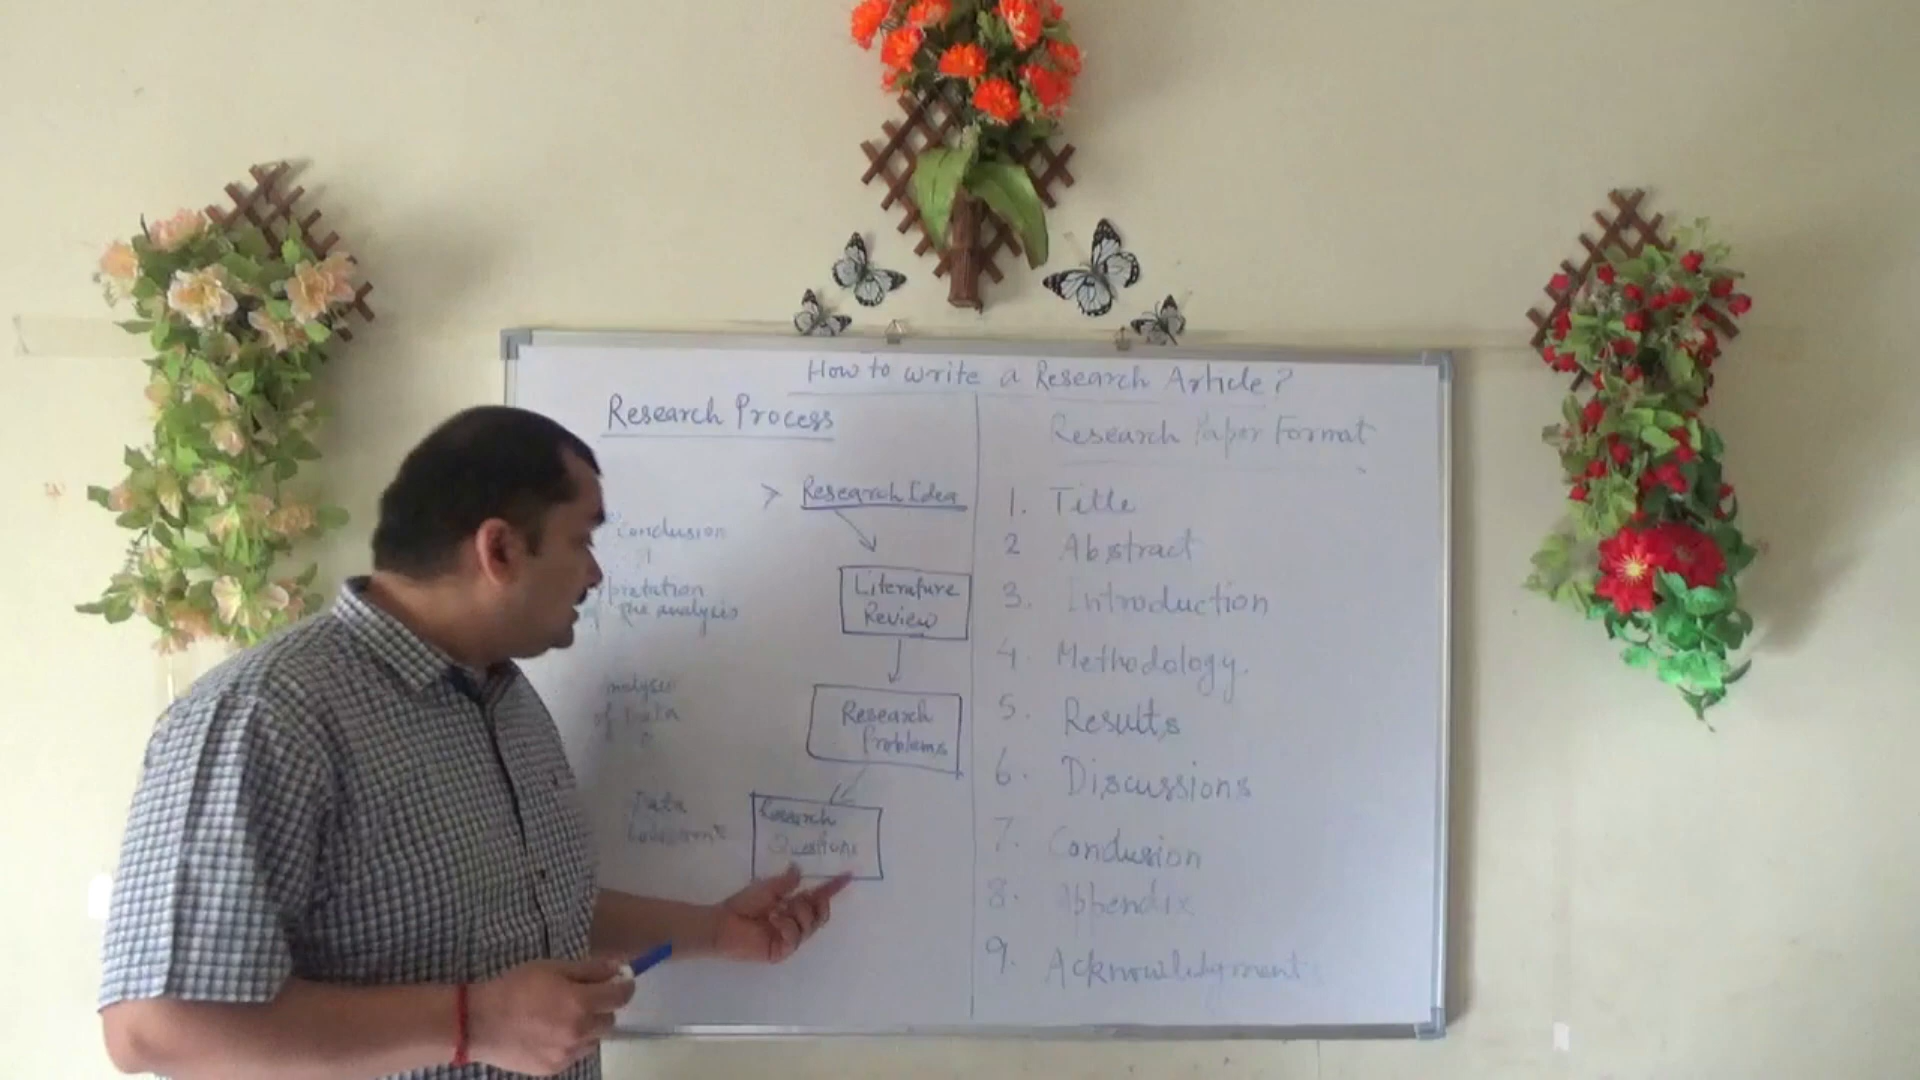 How to write a Research Article?
Research Process
Research Idea
Literature
Review
Research
Problems
Research
Questions
Conclusion
pretation
of the analysis
of Data
Data
Research Paper Format
1. Title
2 Abstract
3. Introduction
4. Methodology.
5. Results
6. Discussions
7. Conclusion
8. Appendix
9. Acknowledgment